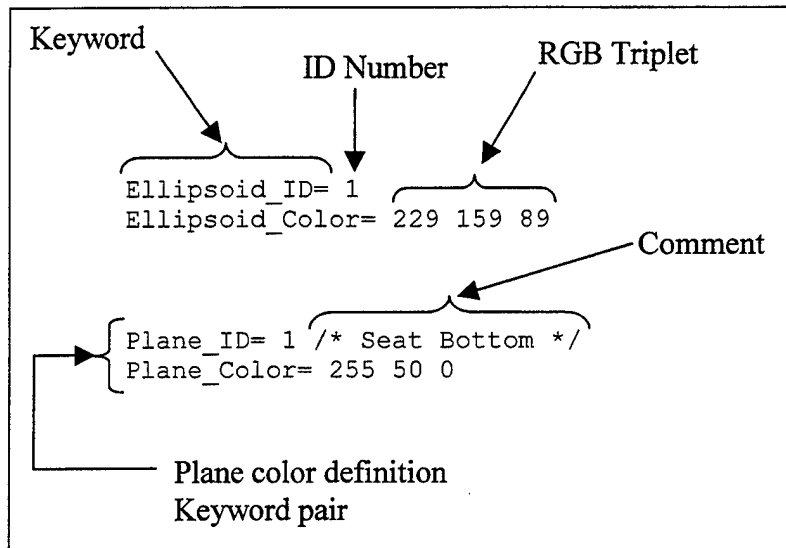 Keyword
ID Number
RGB Triplet
Ellipsoid_ID= 1
Ellipsoid_Color= 229 159 89
Comment
Plane_ID= 1 /* Seat Bottom */
Plane_Color= 255 50 0
Plane color definition
Keyword pair